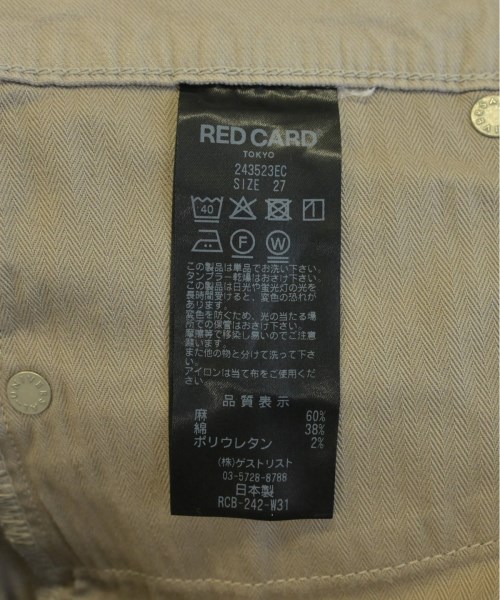 RED CARD
TOKYO
243523EC
SIZE 27
40
F W
この製品は単品でお洗い下さい。
タンブラー乾燥はおさけ下さい。
この製品は日光や蛍光灯の光を
長時間受けると、変色の恐れが
あります。
変色を防ぐため、光の当たる場
所での保管はおさけ下さい。
摩擦等で移染し易いのでご注意
願います。
また他の物と分けて洗って下さ
い。
アイロンは当て布をご使用くださ
い。
品質表示
麻 60%
綿 38%
ポリウレタン 2%
(株)ゲストリスト
03-5728-8788
日本製
RCB-242-W31